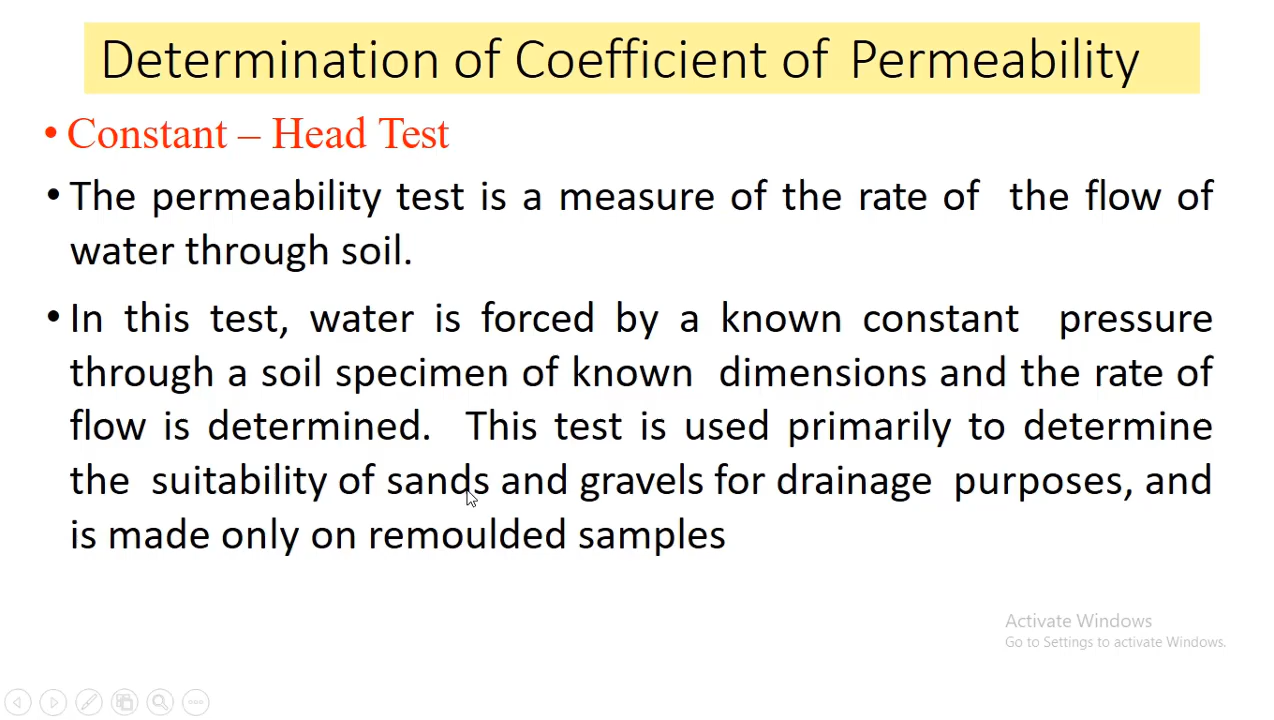 Determination of Coefficient of Permeability
• Constant – Head Test
• The permeability test is a measure of the rate of the flow of
water through soil.
• In this test, water is forced by a known constant pressure
through a soil specimen of known dimensions and the rate of
flow is determined. This test is used primarily to determine
the suitability of sands and gravels for drainage purposes, and
is made only on remoulded samples
Activate Windows
Go to Settings to activate Windows.